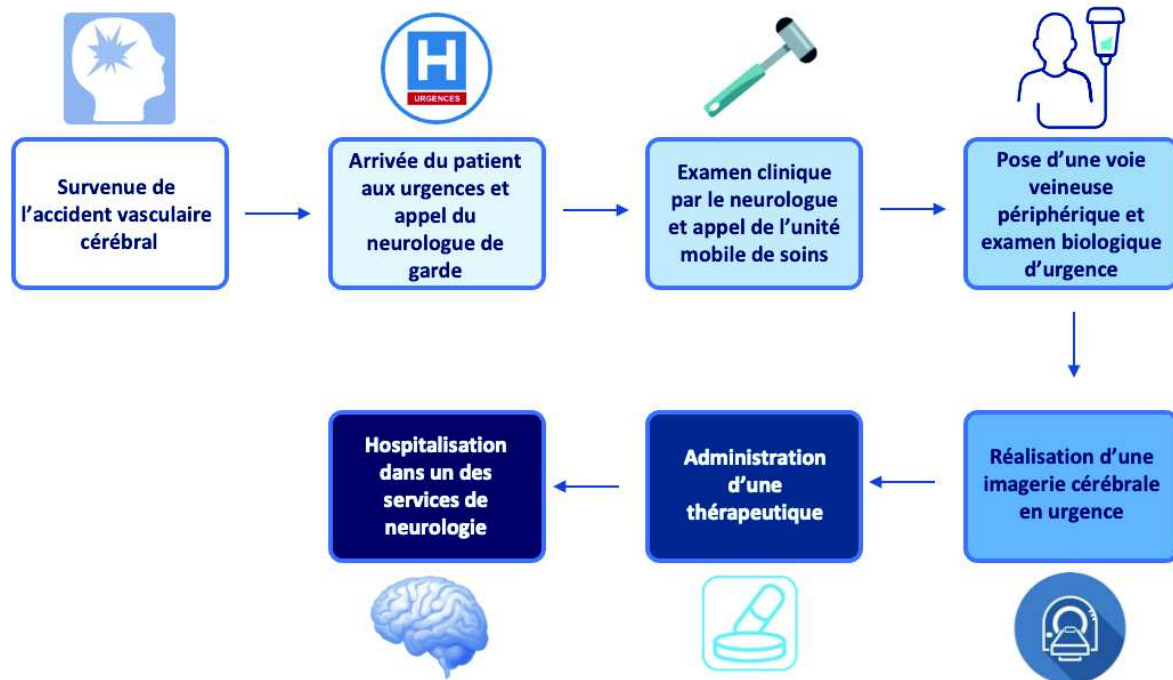 H
URGENCES
Survenue de
l'accident vasculaire
cérébral
Arrivée du patient
aux urgences et
appel du
neurologue de
garde
Examen clinique
par le neurologue
et appel de l'unité
mobile de soins
Pose d'une voie
veineuse
périphérique et
examen biologique
d'urgence
Réalisation d'une
imagerie cérébrale
en urgence
Administration
d'une
thérapeutique
Hospitalisation
dans un des
services de
neurologie